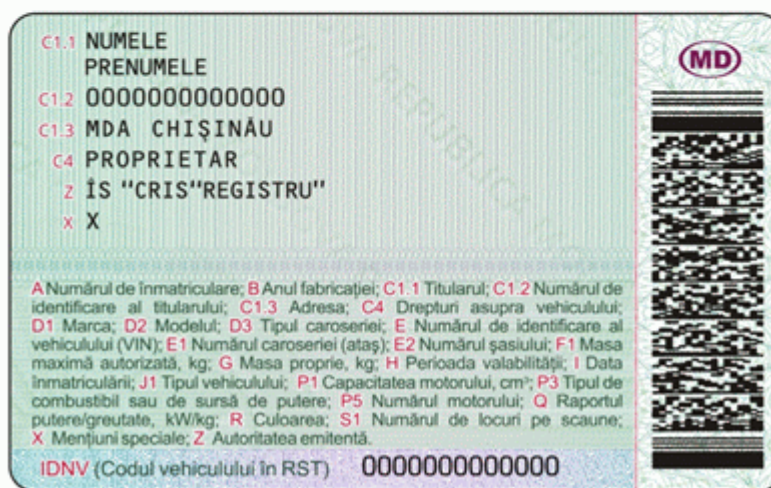 C1.1 NUMELE
PRENUMELE
C1.2 0000000000000
C1.3 MDA CHIȘINĂU
C4 PROPRIETAR
Z ÎS "CRIS"REGISTRU"
X X
MD
A Numărul de înmatriculare; B Anul fabricației; C1.1 Titularul; C1.2 Numărul de
identificare al titularului; C1.3 Adresa; C4 Drepturi asupra vehiculului;
D1 Marca; D2 Modelul; D3 Tipul caroseriei; E Numărul de identificare al
vehiculului (VIN); E1 Numărul caroseriei (ataș); E2 Numărul șasiului; F1 Masa
maximă autorizată, kg; G Masa proprie, kg; H Perioada valabilității; I Data
înmatriculării; J1 Tipul vehiculului; P1 Capacitatea motorului, cm³; P3 Tipul de
combustibil sau de sursă de putere; P5 Numărul motorului; Q Raportul
putere/greutate, kW/kg; R Culoarea; S1 Numărul de locuri pe scaune;
X Mențiuni speciale; Z Autoritatea emitentă.
IDNV (Codul vehiculului în RST) 0000000000000